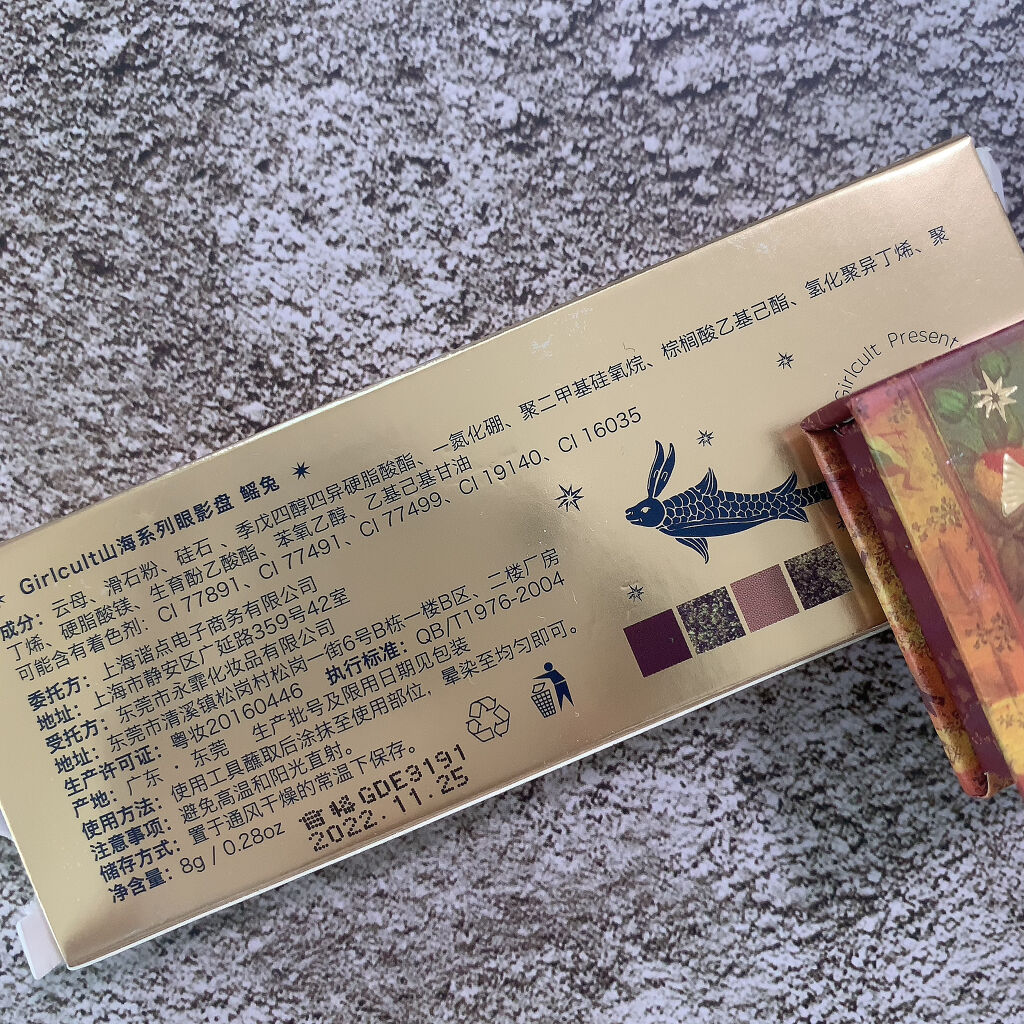 Girlcult山海系列眼影盘 鳐兔
成分：云母、滑石粉、硅石、季戊四醇四异硬脂酸酯、一氮化硼、聚二甲基硅氧烷、棕榈酸乙基己酯、氢化聚异丁烯、聚
丁烯、硬脂酸镁、生育酚乙酸酯、苯氧乙醇、乙基己基甘油
可能含有着色剂：CI 77891、CI 77491、CI 77499、CI 19140、CI 16035
委托方：上海谐点电子商务有限公司
地址：上海市静安区广延路359号42室
受托方：东莞市永霏化妆品有限公司
地址：东莞市清溪镇松岗村松岗一街6号B栋一楼B区、二楼厂房
生产许可证：粤妆20160446 执行标准：QB/T1976-2004
产地：广东．东莞 生产批号及限用日期见包装
使用方法：使用工具蘸取后涂抹至使用部位，晕染至均匀即可。
注意事项：避免高温和阳光直射。
储存方式：置于通风干燥的常温下保存。
净含量：8g / 0.28oz
GDE3191
2022.11.25
Girlcult Present